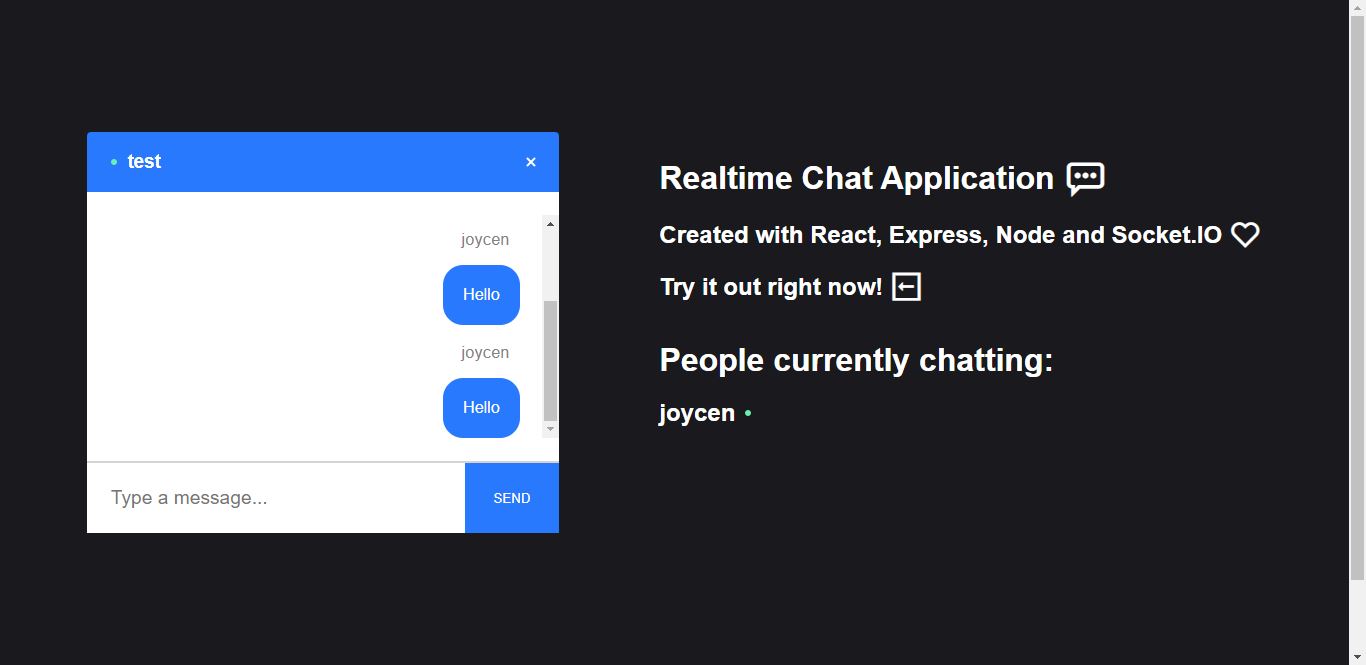 test
joycen
Hello
joycen
Hello
Type a message...
SEND
Realtime Chat Application
Created with React, Express, Node and Socket.IO
Try it out right now!
People currently chatting:
joycen